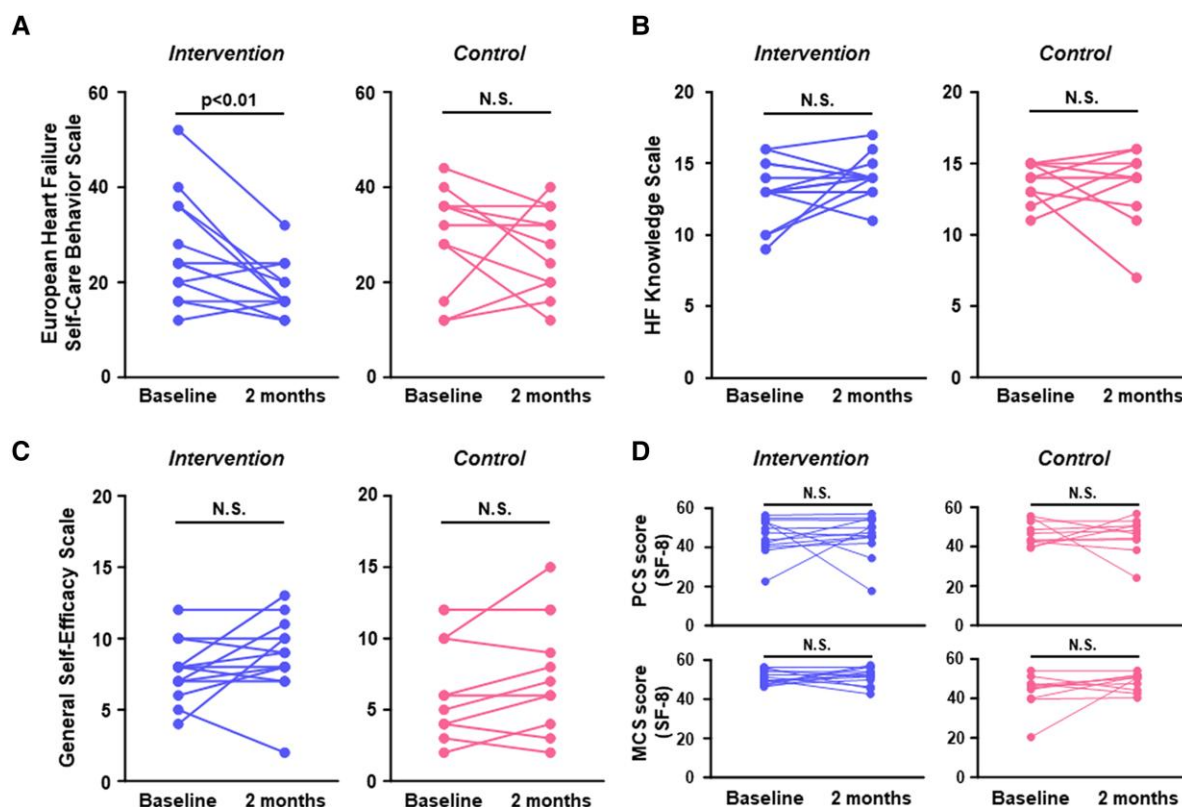 A
Intervention
Control
European Heart Failure
Self-Care Behavior Scale
60
40
20
0
p<0.01
Baseline
2 months
60
40
20
0
N.S.
Baseline
2 months
B
Intervention
Control
HF Knowledge Scale
20
15
10
5
0
N.S.
Baseline
2 months
20
15
10
5
0
N.S.
Baseline
2 months
C
Intervention
Control
General Self-Efficacy Scale
20
15
10
5
0
N.S.
Baseline
2 months
20
15
10
5
0
N.S.
Baseline
2 months
D
Intervention
Control
PCS score
(SF-8)
60
40
20
0
N.S.
60
40
20
0
N.S.
MCS score
(SF-8)
60
40
20
0
N.S.
Baseline
2 months
60
40
20
0
N.S.
Baseline
2 months